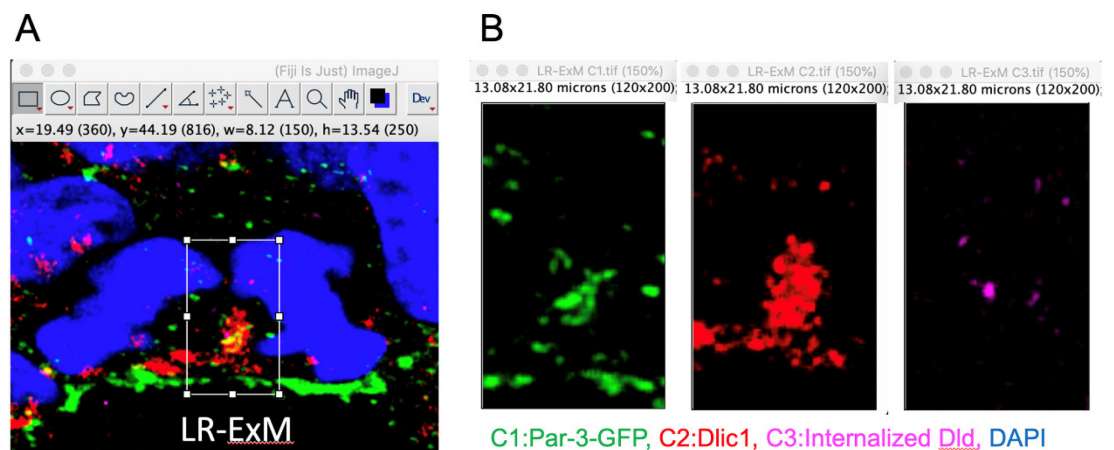 A
B
(Fiji Is Just) ImageJ
A
Dev
x=19.49 (360), y=44.19 (816), w=8.12 (150), h=13.54 (250)
LR-ExM
LR-ExM C1.tif (150%)
13.08x21.80 microns (120x200);
LR-ExM C2.tif (150%)
13.08x21.80 microns (120x200);
LR-ExM C3.tif (150%)
13.08x21.80 microns (120x200);
C1:Par-3-GFP, C2:Dlic1, C3:Internalized Dld, DAPI